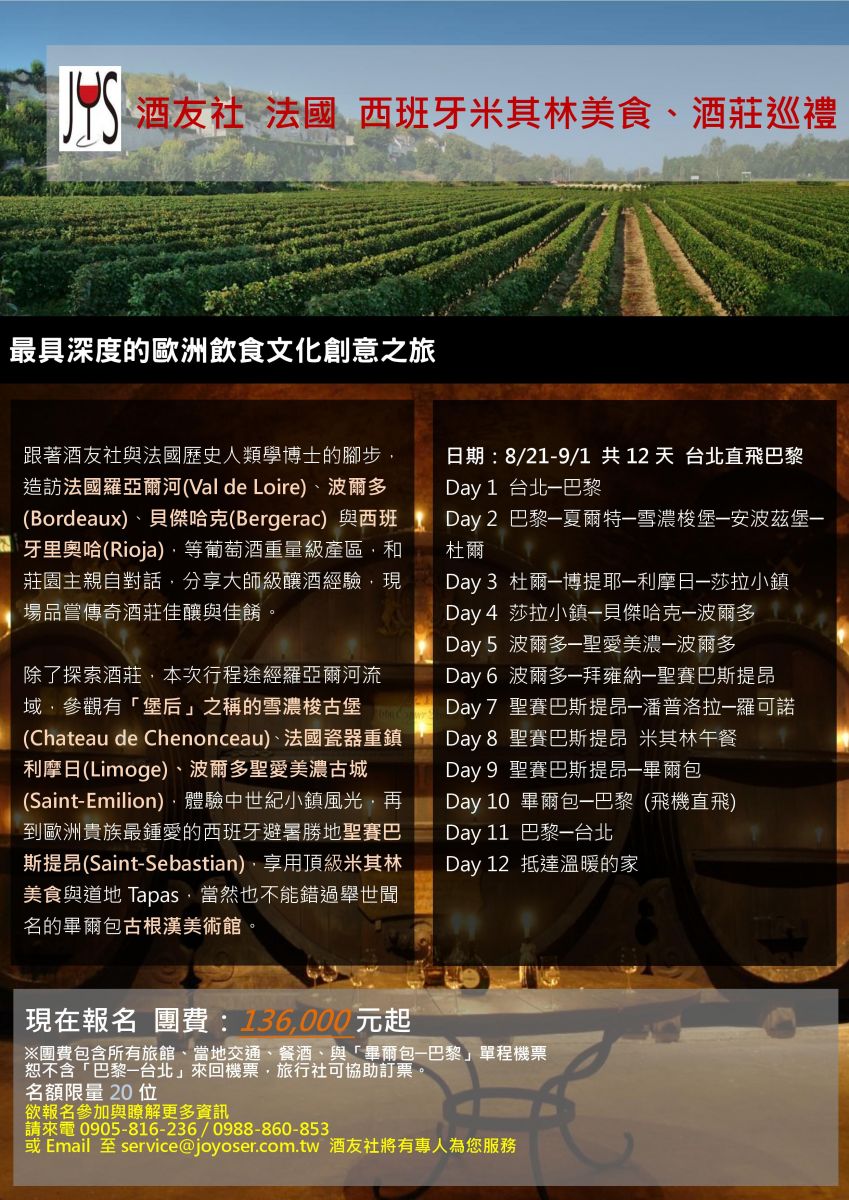 JYS 酒友社 法國 西班牙米其林美食、酒莊巡禮
最具深度的歐洲飲食文化創意之旅
跟著酒友社與法國歷史人類學博士的腳步，
造訪法國羅亞爾河(Val de Loire)、波爾多
(Bordeaux)、貝傑哈克(Bergerac) 與西班
牙里奧哈(Rioja)，等葡萄酒重量級產區，和
莊園主親自對話，分享大師級釀酒經驗，現
場品嘗傳奇酒莊佳釀與佳餚。
除了探索酒莊，本次行程途經羅亞爾河流
域，參觀有「堡后」之稱的雪濃梭古堡
(Chateau de Chenonceau)、法國瓷器重鎮
利摩日(Limoge)、波爾多聖愛美濃古城
(Saint-Emilion)，體驗中世紀小鎮風光，再
到歐洲貴族最鍾愛的西班牙避暑勝地聖賽巴
斯提昂(Saint-Sebastian)，享用頂級米其林
美食與道地 Tapas，當然也不能錯過舉世聞
名的畢爾包古根漢美術館。
日期：8/21-9/1 共 12 天 台北直飛巴黎
Day 1 台北─巴黎
Day 2 巴黎─夏爾特─雪濃梭堡─安波茲堡─
杜爾
Day 3 杜爾─博提耶─利摩日─莎拉小鎮
Day 4 莎拉小鎮─貝傑哈克─波爾多
Day 5 波爾多─聖愛美濃─波爾多
Day 6 波爾多─拜雍納─聖賽巴斯提昂
Day 7 聖賽巴斯提昂─潘普洛拉─羅可諾
Day 8 聖賽巴斯提昂 米其林午餐
Day 9 聖賽巴斯提昂─畢爾包
Day 10 畢爾包─巴黎 (飛機直飛)
Day 11 巴黎─台北
Day 12 抵達溫暖的家
現在報名 團費：136,000 元起
※團費包含所有旅館、當地交通、餐酒、與「畢爾包─巴黎」單程機票
恕不含「巴黎─台北」來回機票，旅行社可協助訂票。
名額限量 20 位
欲報名參加與瞭解更多資訊
請來電 0905-816-236 / 0988-860-853
或 Email 至 service@joyoser.com.tw 酒友社將有專人為您服務